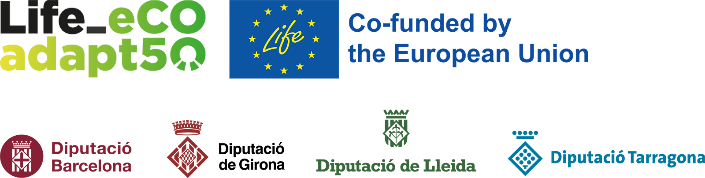 Life_eCO
adapt50
Life
Co-funded by
the European Union
Diputació
Barcelona
Diputació
de Girona
Diputació de Lleida
Diputació Tarragona